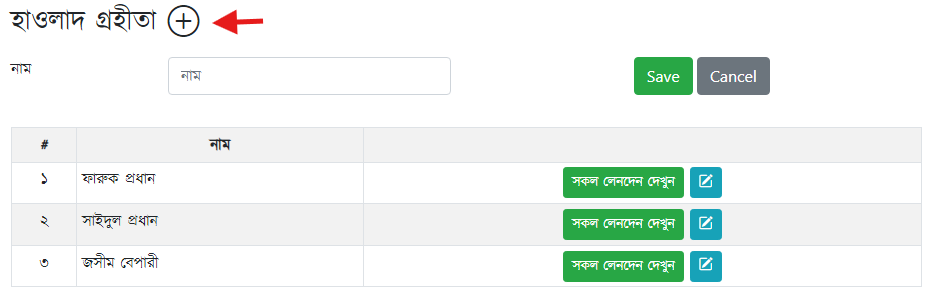 হাওলাদ গ্রহীতা
নাম নাম Save Cancel
# নাম
১ ফারুক প্রধান সকল লেনদেন দেখুন
২ সাইদুল প্রধান সকল লেনদেন দেখুন
৩ জসীম বেপারী সকল লেনদেন দেখুন